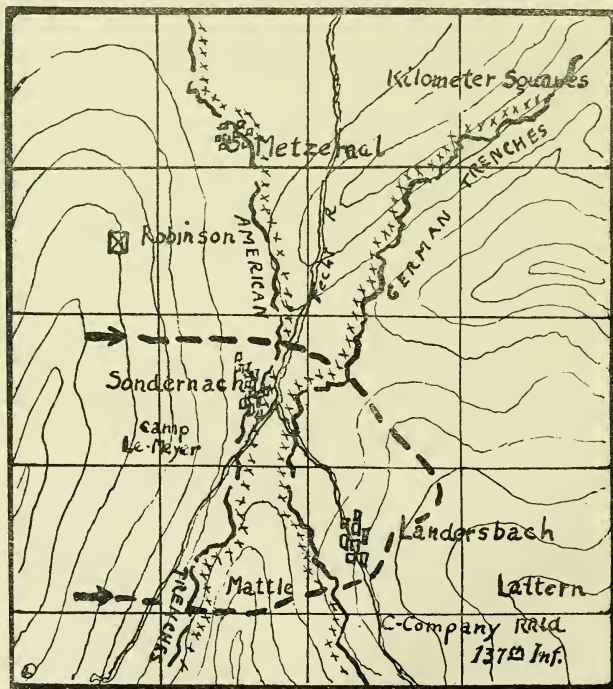 Kilometer Squares
Metzeral
GERMAN TRENCHES
AMERICAN
Fecht R
Robinson
Sondernach
Camp
Le-Meyer
Landersbach
Mattle
Lattern
TRENCHES
C-Company RAid
137th Inf.